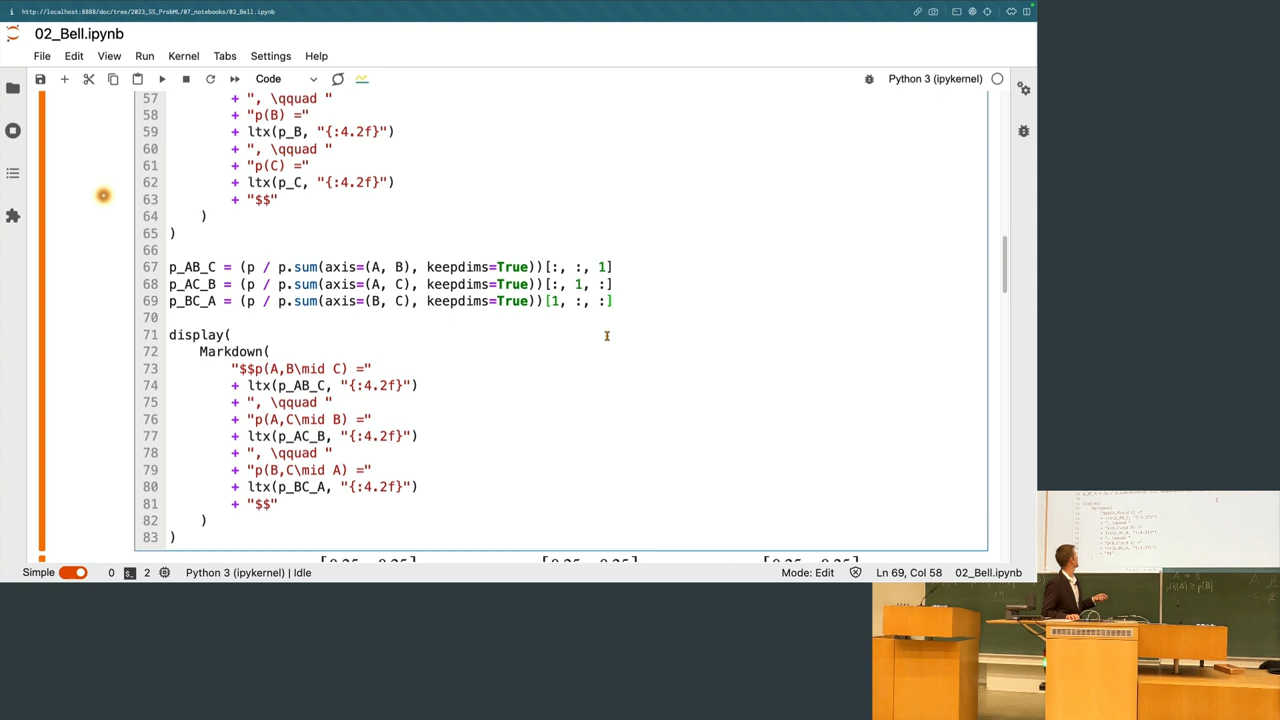 http://localhost:8888/doc/tree/2023_SS_ProbML/07_notebooks/02_Bell.ipynb
02_Bell.ipynb
File Edit View Run Kernel Tabs Settings Help
Code
Python 3 (ipykernel)
57 + ", \qquad "
58 + "p(B) ="
59 + ltx(p_B, "{:4.2f}")
60 + ", \qquad "
61 + "p(C) ="
62 + ltx(p_C, "{:4.2f}")
63 + "$$"
64 )
65 )
66
67 p_AB_C = (p / p.sum(axis=(A, B), keepdims=True))[:, :, 1]
68 p_AC_B = (p / p.sum(axis=(A, C), keepdims=True))[:, 1, :]
69 p_BC_A = (p / p.sum(axis=(B, C), keepdims=True))[1, :, :]
70
71 display(
72 Markdown(
73 "$$p(A,B\mid C) ="
74 + ltx(p_AB_C, "{:4.2f}")
75 + ", \qquad "
76 + "p(A,C\mid B) ="
77 + ltx(p_AC_B, "{:4.2f}")
78 + ", \qquad "
79 + "p(B,C\mid A) ="
80 + ltx(p_BC_A, "{:4.2f}")
81 + "$$"
82 )
83 )
Simple 0 2 Python 3 (ipykernel) | Idle Mode: Edit Ln 69, Col 58 02_Bell.ipynb